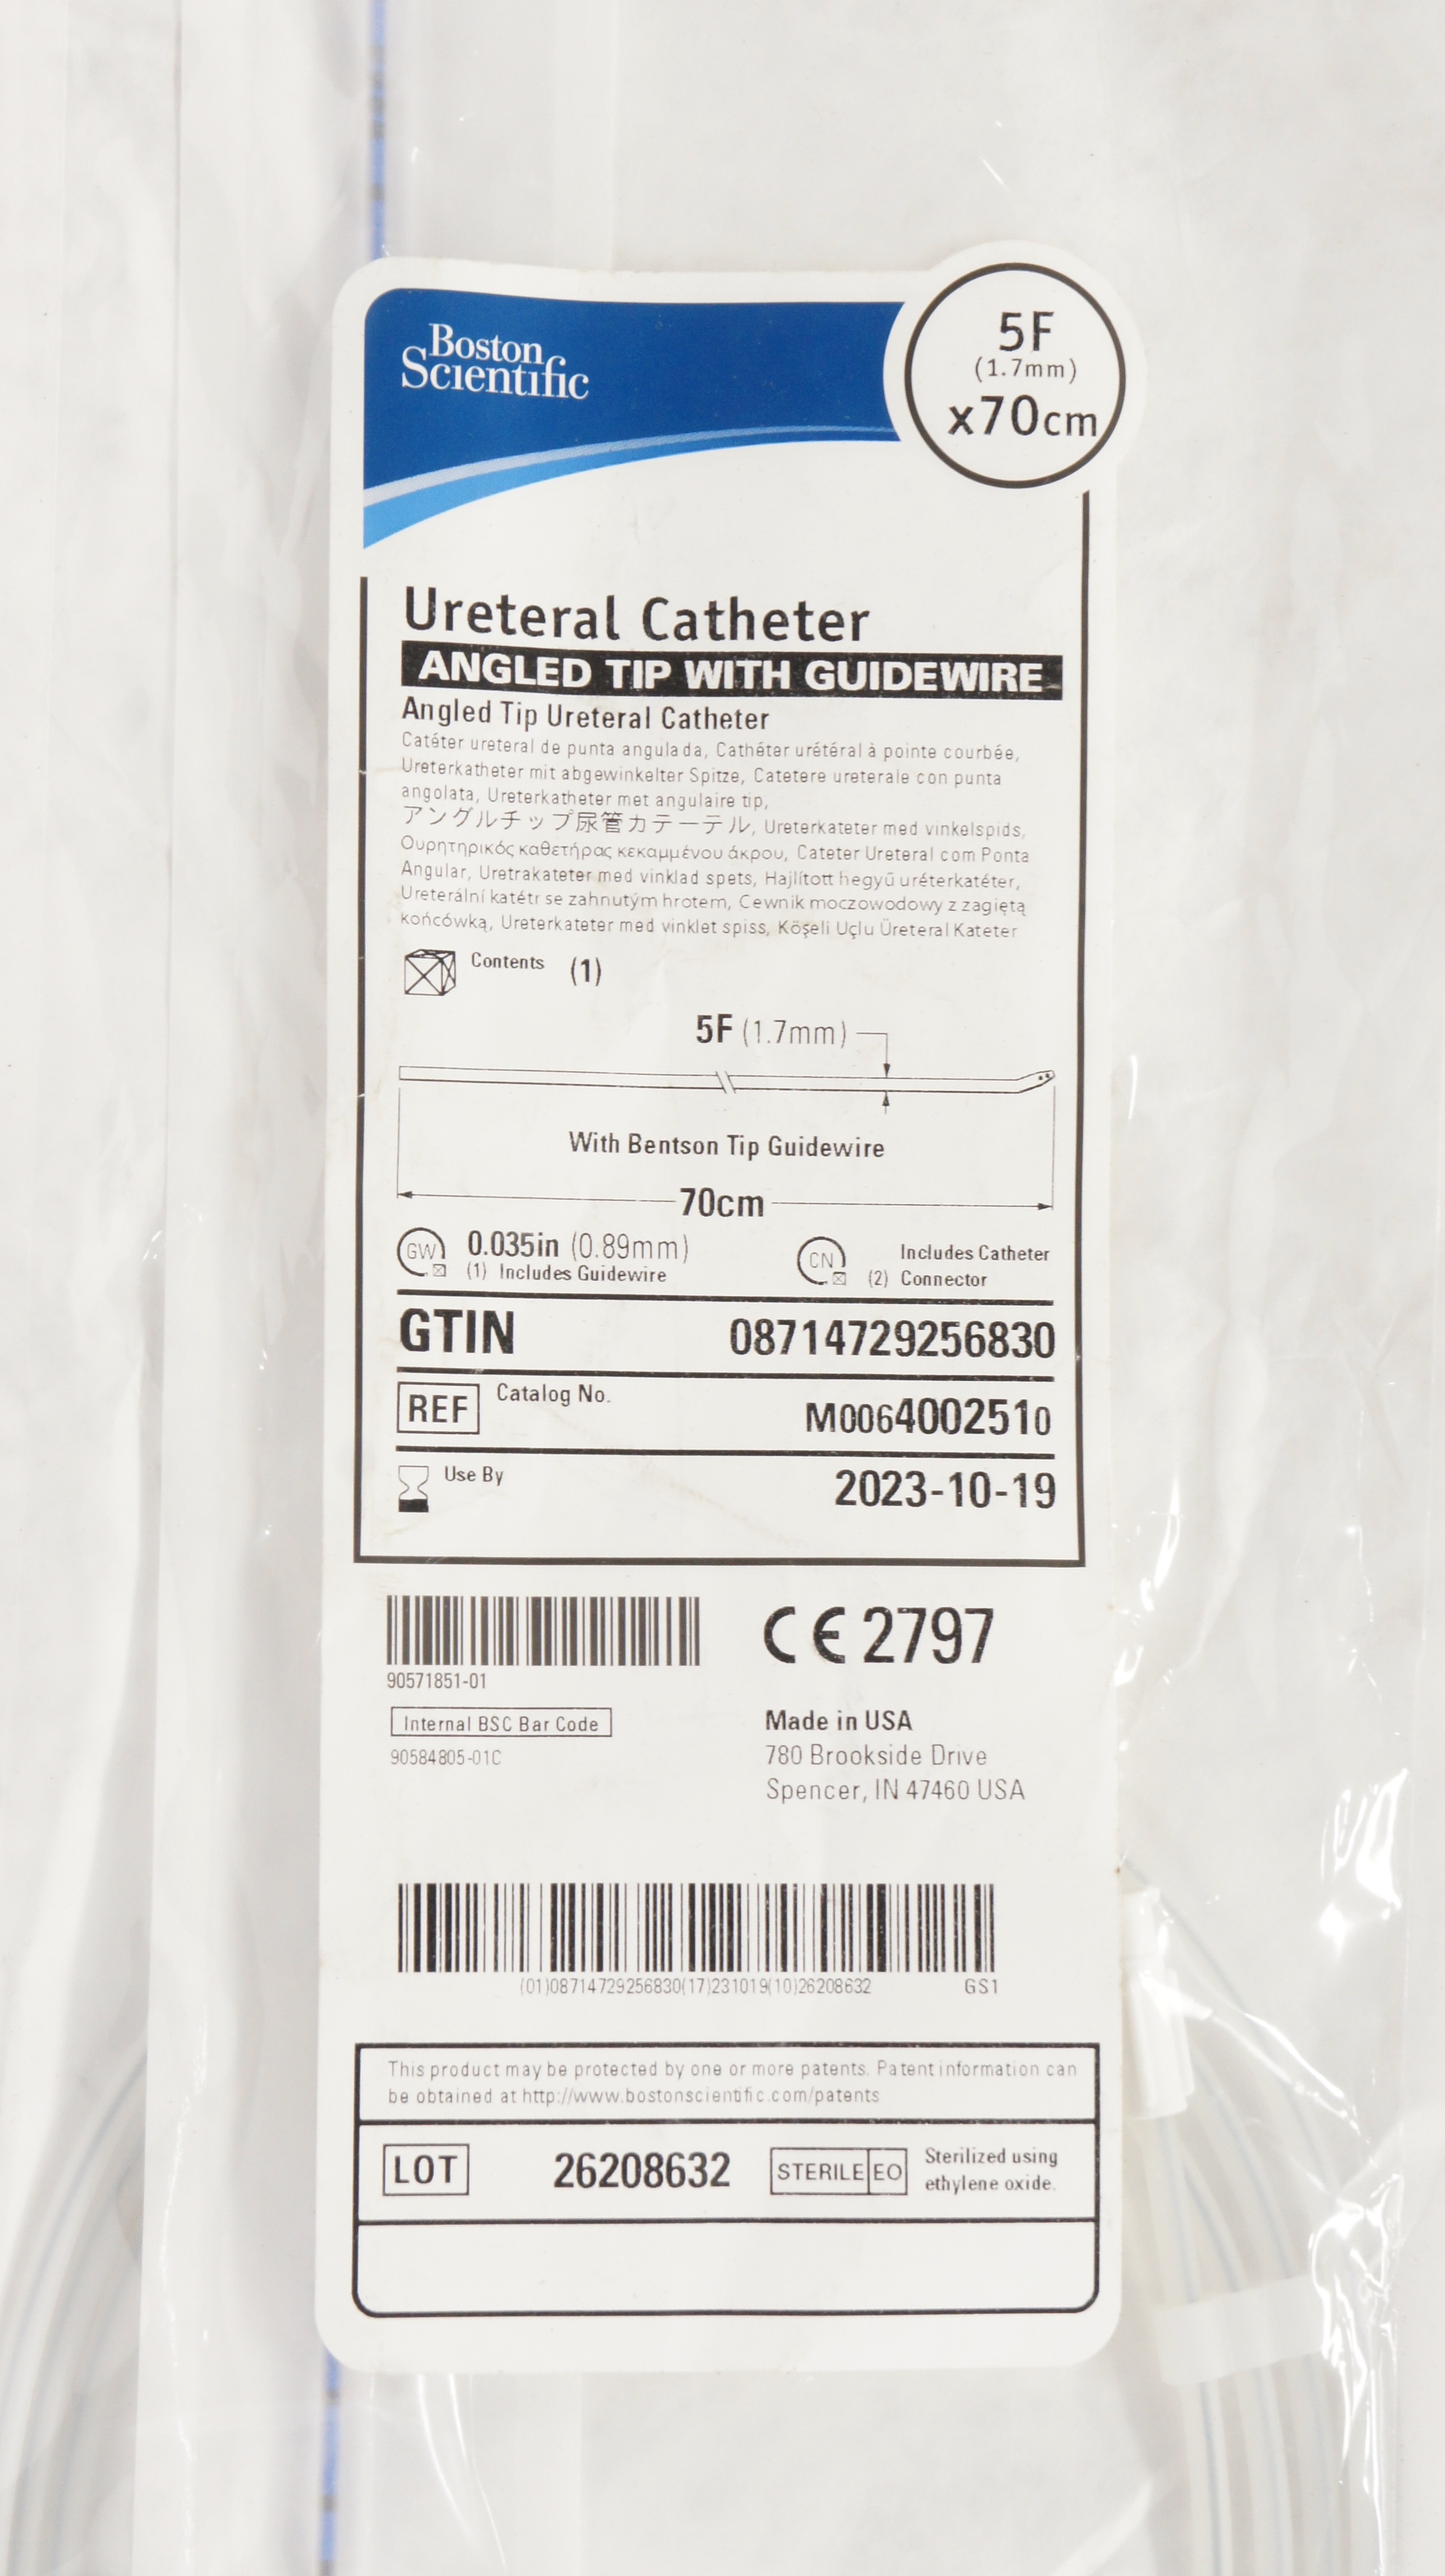 Boston
Scientific
5F
(1.7mm)
x70cm
Ureteral Catheter
ANGLED TIP WITH GUIDEWIRE
Angled Tip Ureteral Catheter
Catéter ureteral de punta angulada, Cathéter urétéral à pointe courbée,
Ureterkatheter mit abgewinkelter Spitze, Catetere ureterale con punta
angolata, Ureterkatheter met angulaire tip,
アングルチップ尿管カテーテル, Ureterkateter med vinkelspids,
Ουρητηρικός καθετήρας κεκαμμένου άκρου, Cateter Ureteral com Ponta
Angular, Uretrakateter med vinklad spets, Hajlított hegyű uréterkatéter,
Ureterální katétr se zahnutým hrotem, Cewnik moczowodowy z zagiętą
końcówką, Ureterkateter med vinklet spiss, Köşeli Uçlu Üreteral Kateter
Contents (1)
5F (1.7mm)
With Bentson Tip Guidewire
70cm
GW 0.035in (0.89mm)
(1) Includes Guidewire
CN Includes Catheter
(2) Connector
GTIN 08714729256830
REF Catalog No. M0064002510
Use By 2023-10-19
90571851-01
Internal BSC Bar Code
90584805-01C
CE 2797
Made in USA
780 Brookside Drive
Spencer, IN 47460 USA
(01)08714729256830(17)231019(10)26208632 GS1
This product may be protected by one or more patents. Patent information can
be obtained at http://www.bostonscientific.com/patents
LOT 26208632 STERILE EO Sterilized using
ethylene oxide.